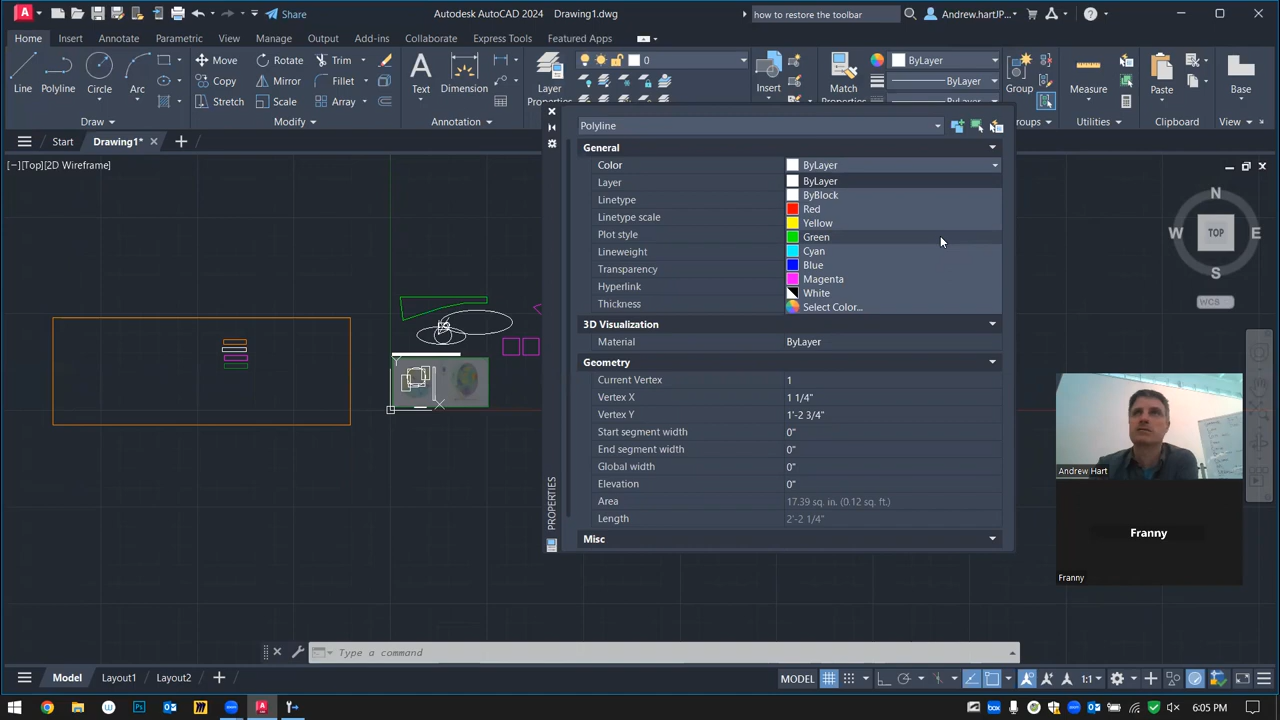 Share
Autodesk AutoCAD 2024 Drawing1.dwg
how to restore the toolbar
Andrew.hartJP...
Home Insert Annotate Parametric View Manage Output Add-ins Collaborate Express Tools Featured Apps
Line
Polyline
Circle
Arc
Move
Copy
Stretch
Rotate
Mirror
Scale
Trim
Fillet
Array
Text
Dimension
Layer
Properties
0
Insert
Match
Properties
ByLayer
ByLayer
ByLayer
Group
Measure
Paste
Base
Draw Modify Annotation Groups Utilities Clipboard View
Start Drawing1*
[−][Top][2D Wireframe]
Polyline
General
Color ByLayer
Layer
Linetype
Linetype scale
Plot style
Lineweight
Transparency
Hyperlink
Thickness
ByLayer
ByBlock
Red
Yellow
Green
Cyan
Blue
Magenta
White
Select Color...
3D Visualization
Material ByLayer
Geometry
Current Vertex 1
Vertex X 1 1/4"
Vertex Y 1'-2 3/4"
Start segment width 0"
End segment width 0"
Global width 0"
Elevation 0"
Area 17.39 sq. in. (0.12 sq. ft.)
Length 2'-2 1/4"
Misc
PROPERTIES
N
W TOP E
S
WCS
Y
X
Andrew Hart
Franny
Franny
Type a command
Model Layout1 Layout2
MODEL
1:1
6:05 PM